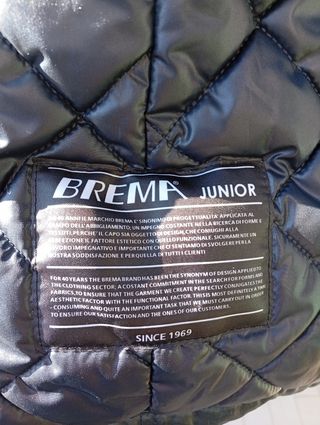 BREMA JUNIOR
ANNI IL MARCHIO BREMA E' SINONIMO DI PROGETTUALITA' APPLICATA AL
CAMPO DELL'ABBIGLIAMENTO, UN IMPEGNO COSTANTE NELLA RICERCA DI FORME E
TESSUTI, PERCHE' IL CAPO SIA OGGETTO DI DESIGN, CHE CONIUGHI ALLA
PERFEZIONE IL FATTORE ESTETICO CON QUELLO FUNZIONALE. SICURAMENTE UN
LAVORO IMPEGNATIVO E IMPORTANTE CHE CI SENTIAMO DI SVOLGERE PER LA
NOSTRA SODDISFAZIONE E PER QUELLA DI TUTTI I CLIENTI
FOR 40 YEARS THE BREMA BRAND HAS BEEN THE SYNONYM OF DESIGN APPLIED TO
THE CLOTHING SECTOR; A COSTANT COMMITMENT IN THE SEARCH FOR FORMS AND
FABRICS, TO ENSURE THAT THE GARMENT WE CREATE PERFECTLY CONJUGATES THE
AESTHETIC FACTOR WITH THE FUNCTIONAL FACTOR. THIS IS MOST DEFINITELY A TIME
-CONSUMING AND QUITE AN IMPORTANT TASK THAT WE MUST CARRY OUT IN ORDER
TO ENSURE OUR SATISFACTION AND THE ONES OF OUR CUSTOMERS.
SINCE 1969